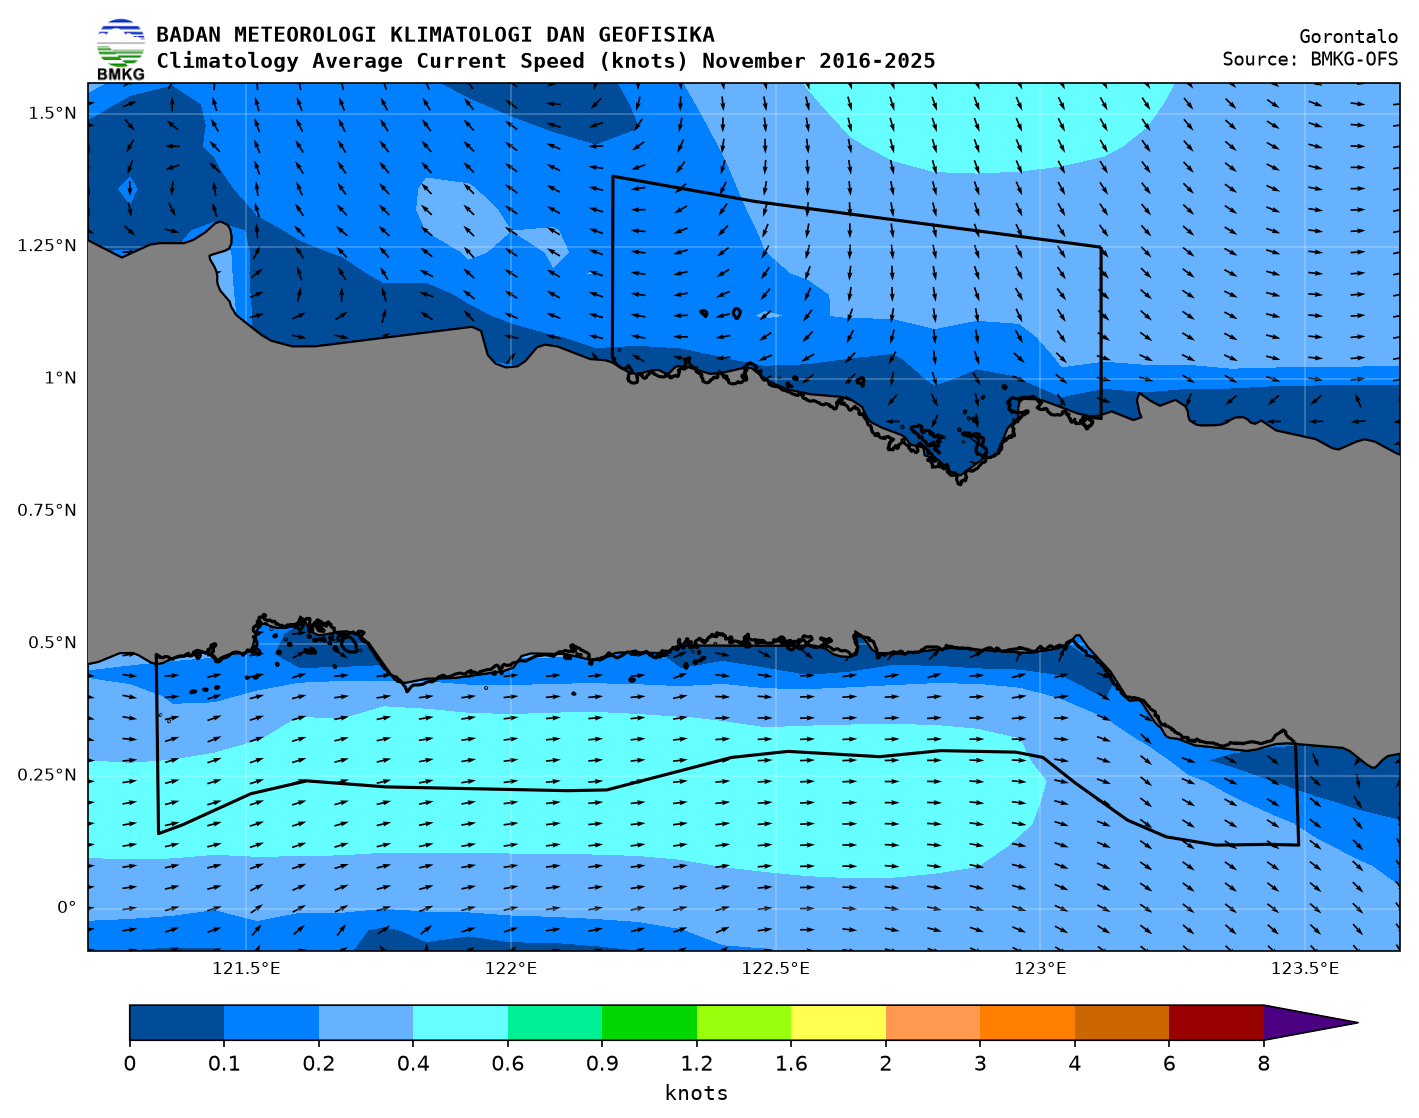 BADAN METEOROLOGI KLIMATOLOGI DAN GEOFISIKA
Climatology Average Current Speed (knots) November 2016-2025
Gorontalo
Source: BMKG-OFS
BMKG
1.5°N
1.25°N
1°N
0.75°N
0.5°N
0.25°N
0°
121.5°E 122°E 122.5°E 123°E 123.5°E
0 0.1 0.2 0.4 0.6 0.9 1.2 1.6 2 3 4 6 8
knots